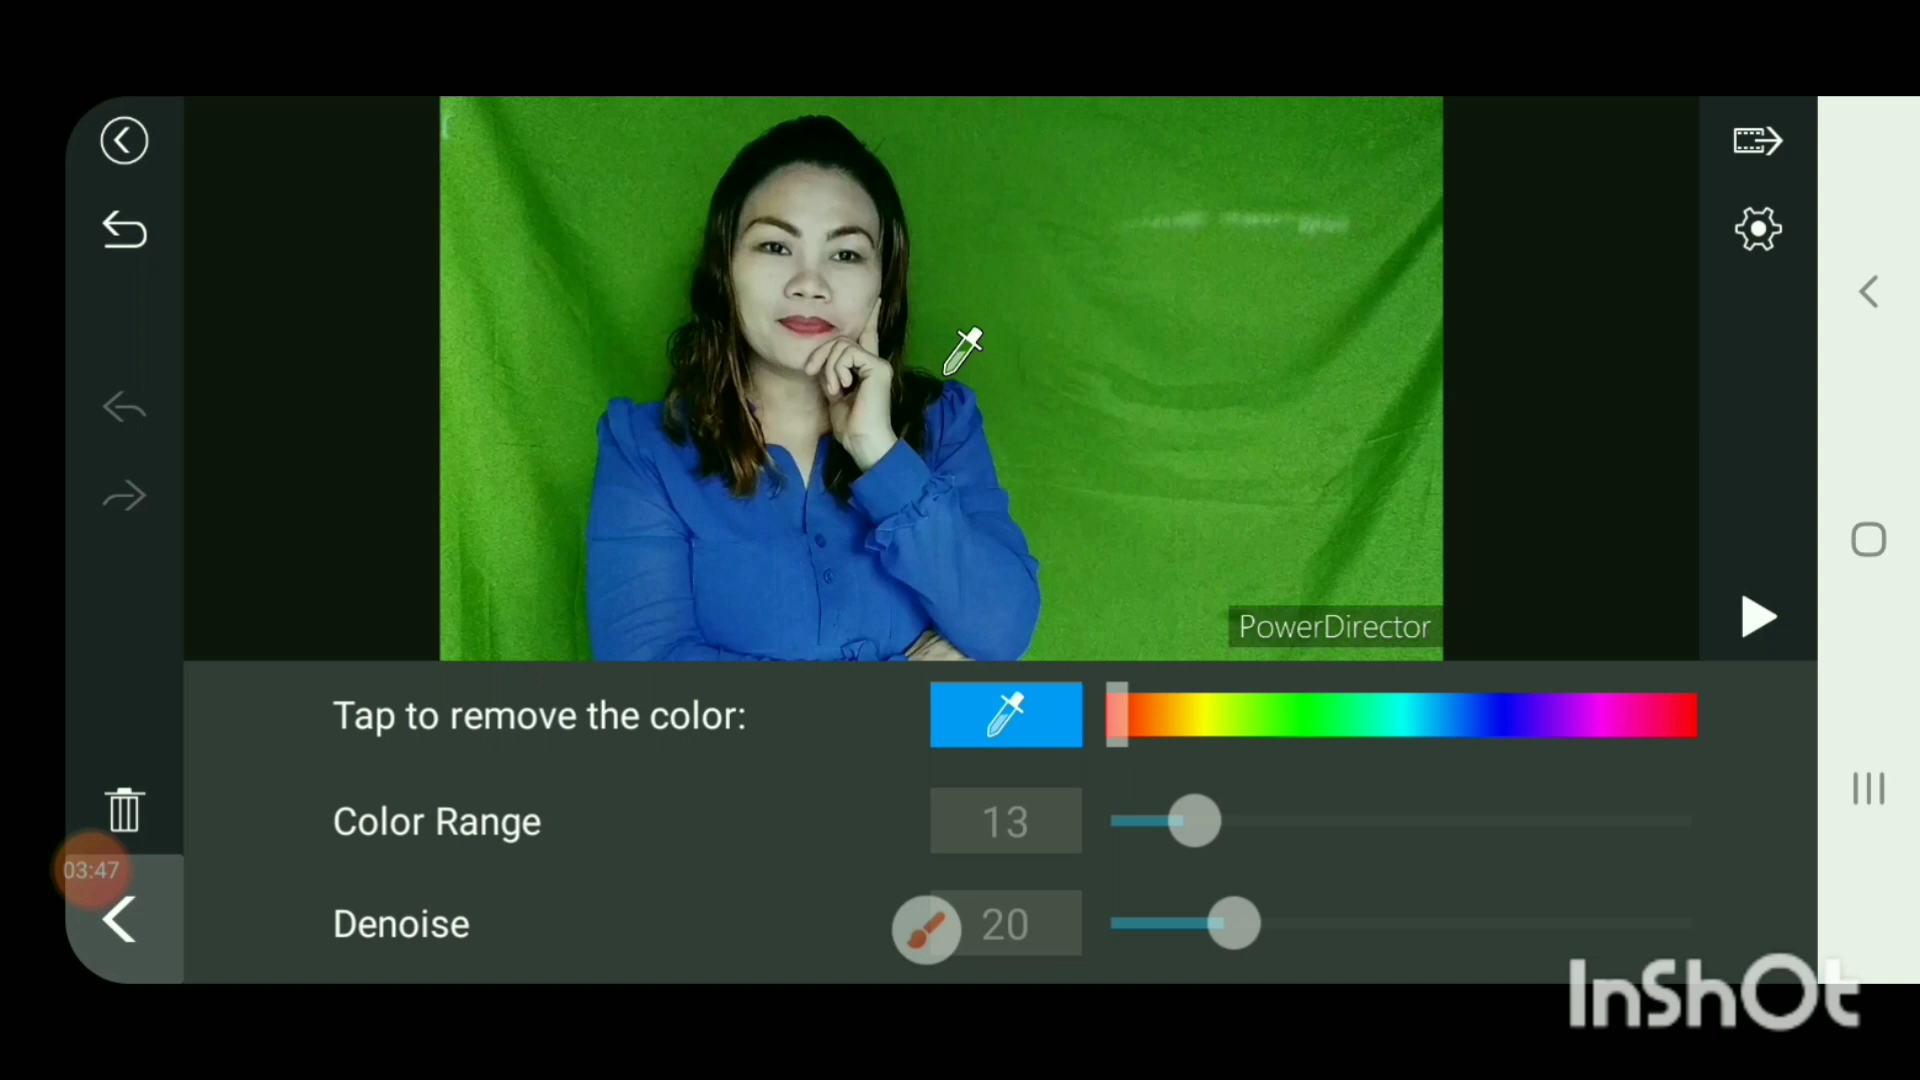 PowerDirector
Tap to remove the color:
Color Range
13
03:47
Denoise
20
InShOt